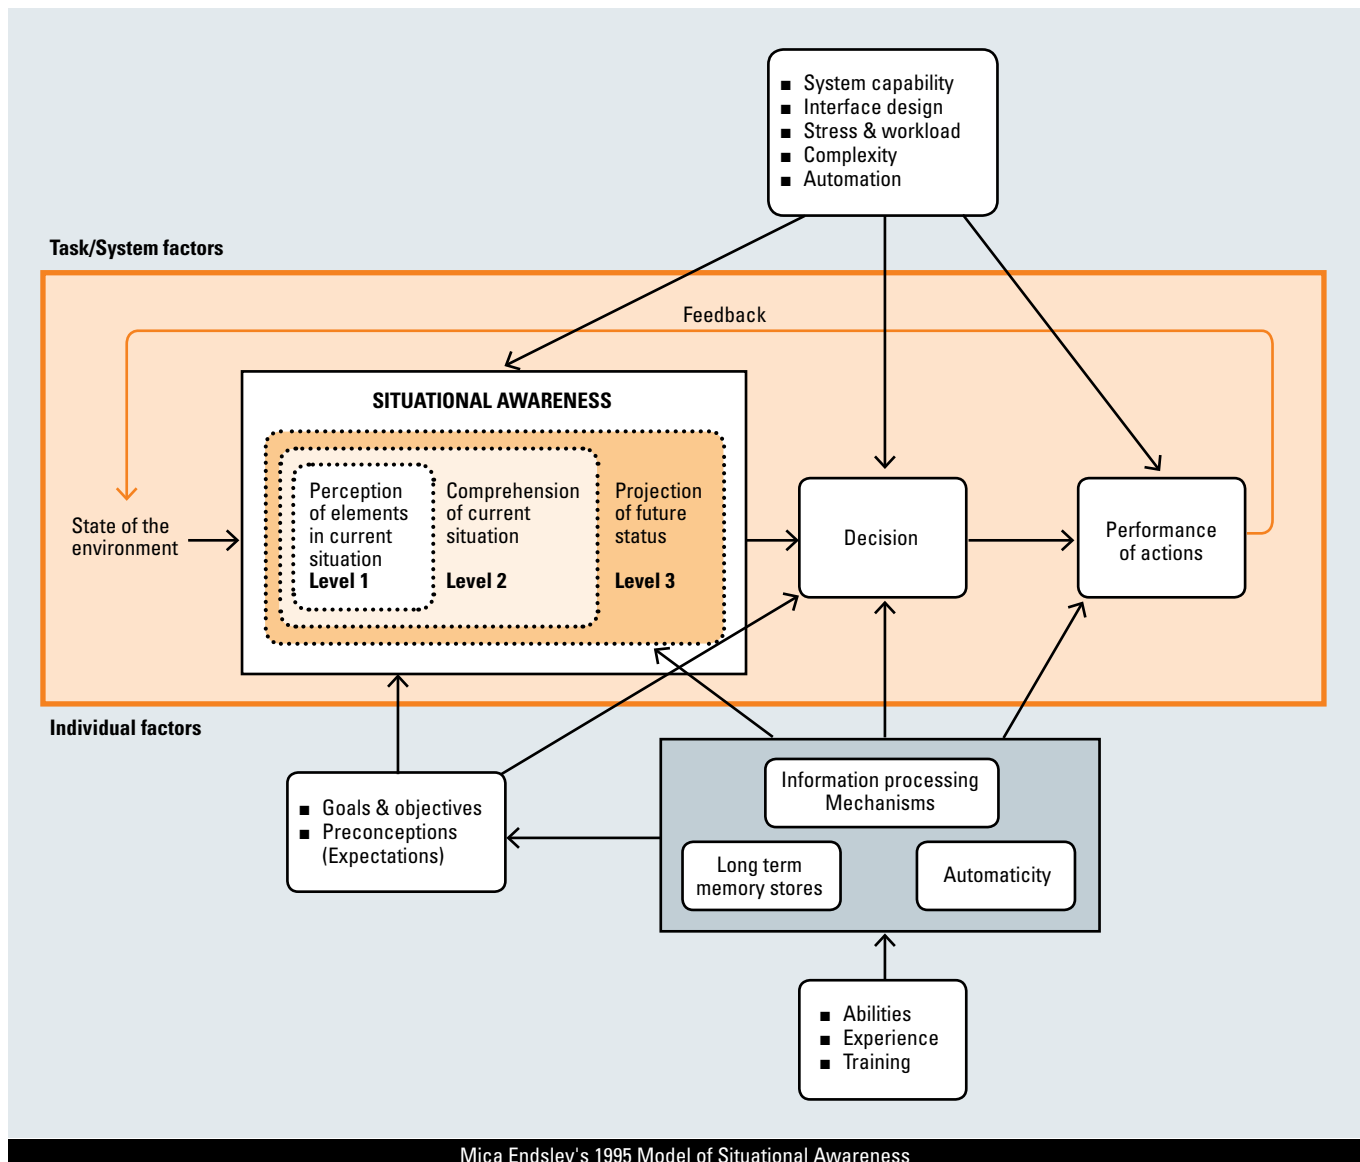 ■ System capability
■ Interface design
■ Stress & workload
■ Complexity
■ Automation
Task/System factors
Feedback
SITUATIONAL AWARENESS
Perception
of elements
in current
situation
Level 1
Comprehension
of current
situation
Level 2
Projection
of future
status
Level 3
State of the
environment
Decision
Performance
of actions
Individual factors
■ Goals & objectives
■ Preconceptions
(Expectations)
Information processing
Mechanisms
Long term
memory stores
Automaticity
■ Abilities
■ Experience
■ Training
Mica Endsley's 1995 Model of Situational Awareness